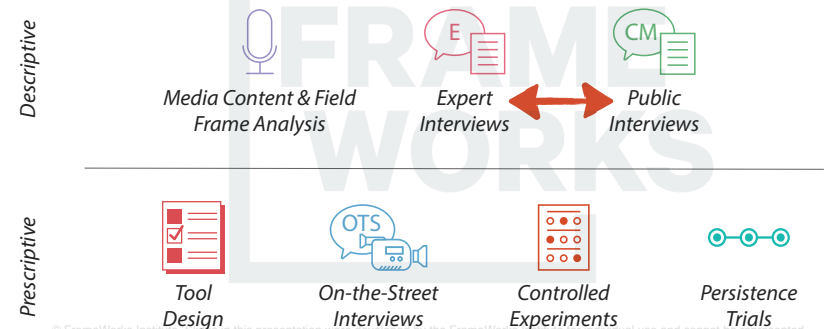 FRAME
WORKS
Descriptive
E
CM
Media Content & Field
Frame Analysis
Expert
Interviews
Public
Interviews
Prescriptive
OTS
Tool
Design
On-the-Street
Interviews
Controlled
Experiments
Persistence
Trials